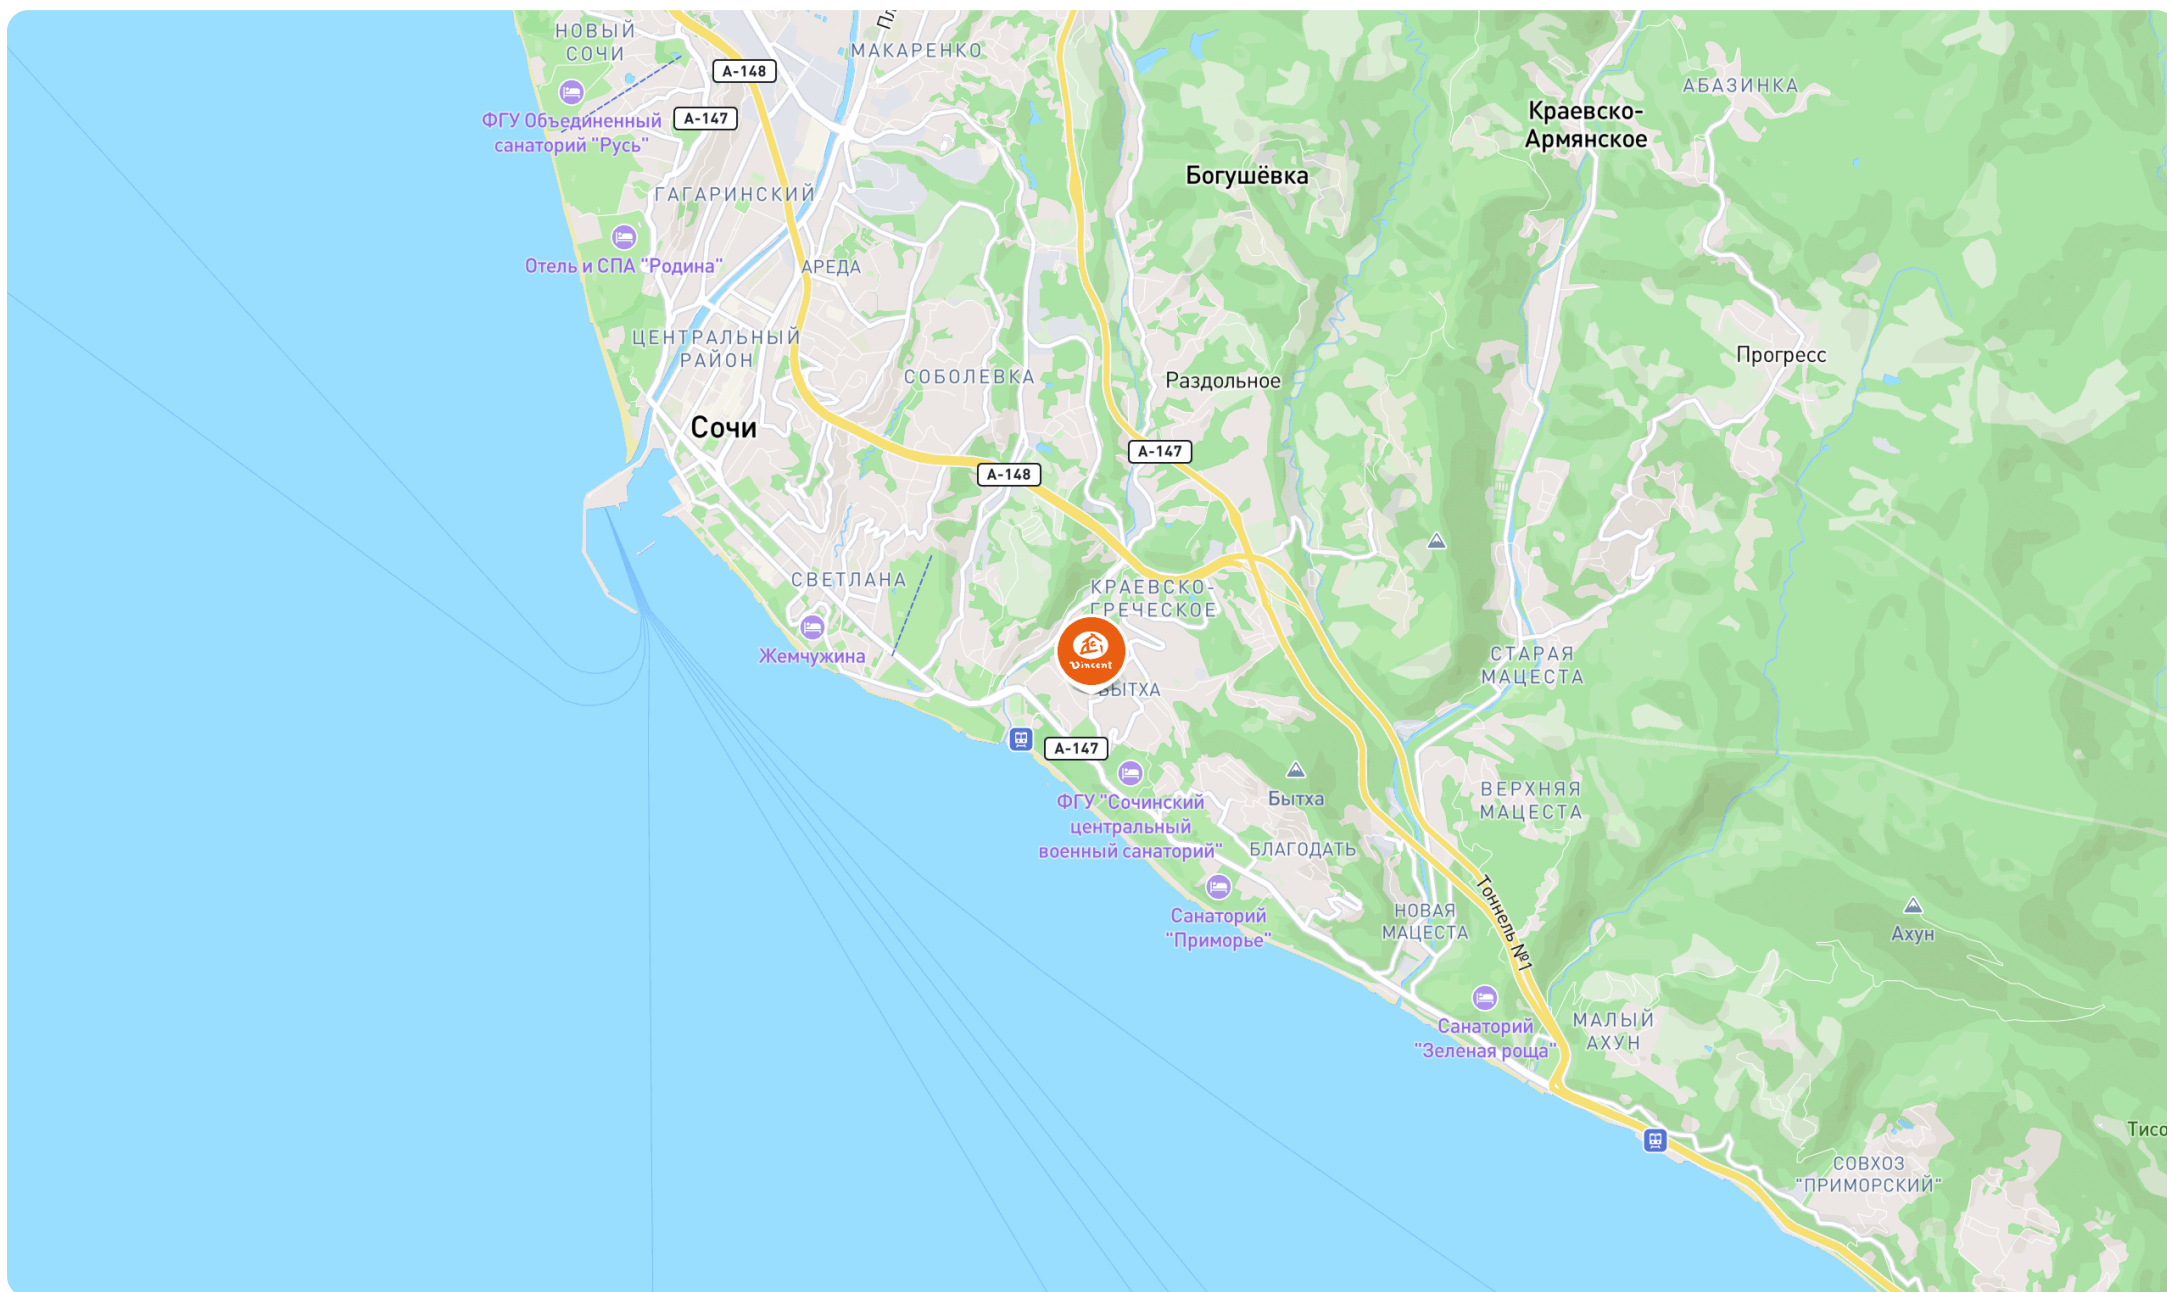 НОВЫЙ
СОЧИ
МАКАРЕНКО
А-148
АБАЗИНКА
А-147
ФГУ Объединенный
санаторий "Русь"
Краевско-
Армянское
Богушёвка
ГАГАРИНСКИЙ
Отель и СПА "Родина"
АРЕДА
ЦЕНТРАЛЬНЫЙ
РАЙОН
Прогресс
СОБОЛЕВКА
Раздольное
Сочи
А-147
А-148
СВЕТЛАНА
КРАЕВСКО-
ГРЕЧЕСКОЕ
Жемчужина
Vincent
БЫТХА
СТАРАЯ
МАЦЕСТА
А-147
ФГУ "Сочинский
центральный
военный санаторий"
Бытха
ВЕРХНЯЯ
МАЦЕСТА
БЛАГОДАТЬ
Санаторий
"Приморье"
НОВАЯ
МАЦЕСТА
Тоннель №1
Ахун
Санаторий
"Зеленая роща"
МАЛЫЙ
АХУН
Тисо
СОВХОЗ
"ПРИМОРСКИЙ"